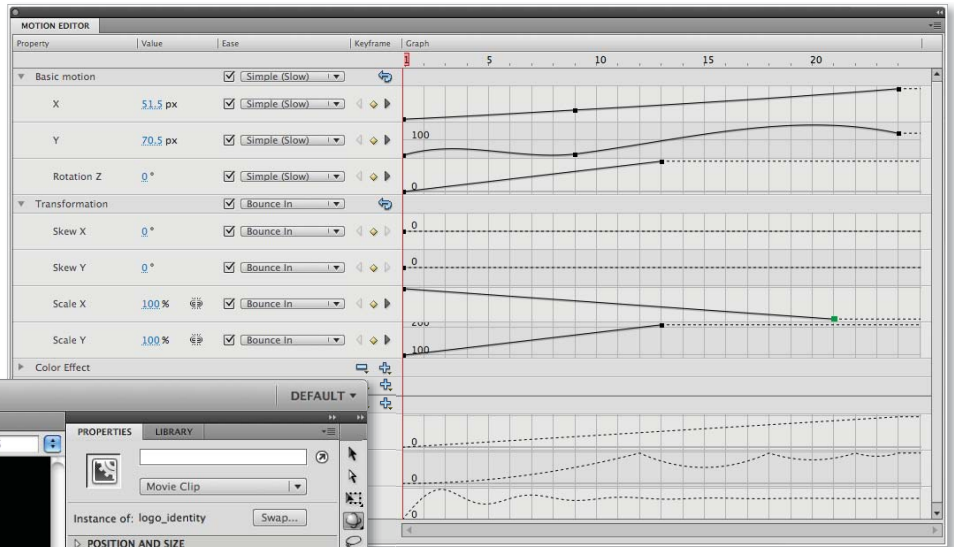 MOTION EDITOR
Property Value Ease Keyframe Graph
1 5 10 15 20
Basic motion Simple (Slow)
X 51.5 px Simple (Slow)
Y 70.5 px Simple (Slow) 100
Rotation Z 0° Simple (Slow) 0
Transformation Bounce In
Skew X 0° Bounce In 0
Skew Y 0° Bounce In 0
Scale X 100 % Bounce In
200
Scale Y 100 % Bounce In 100
Color Effect
DEFAULT
PROPERTIES LIBRARY
0
Movie Clip
0
Instance of: logo_identity Swap...
0
POSITION AND SIZE